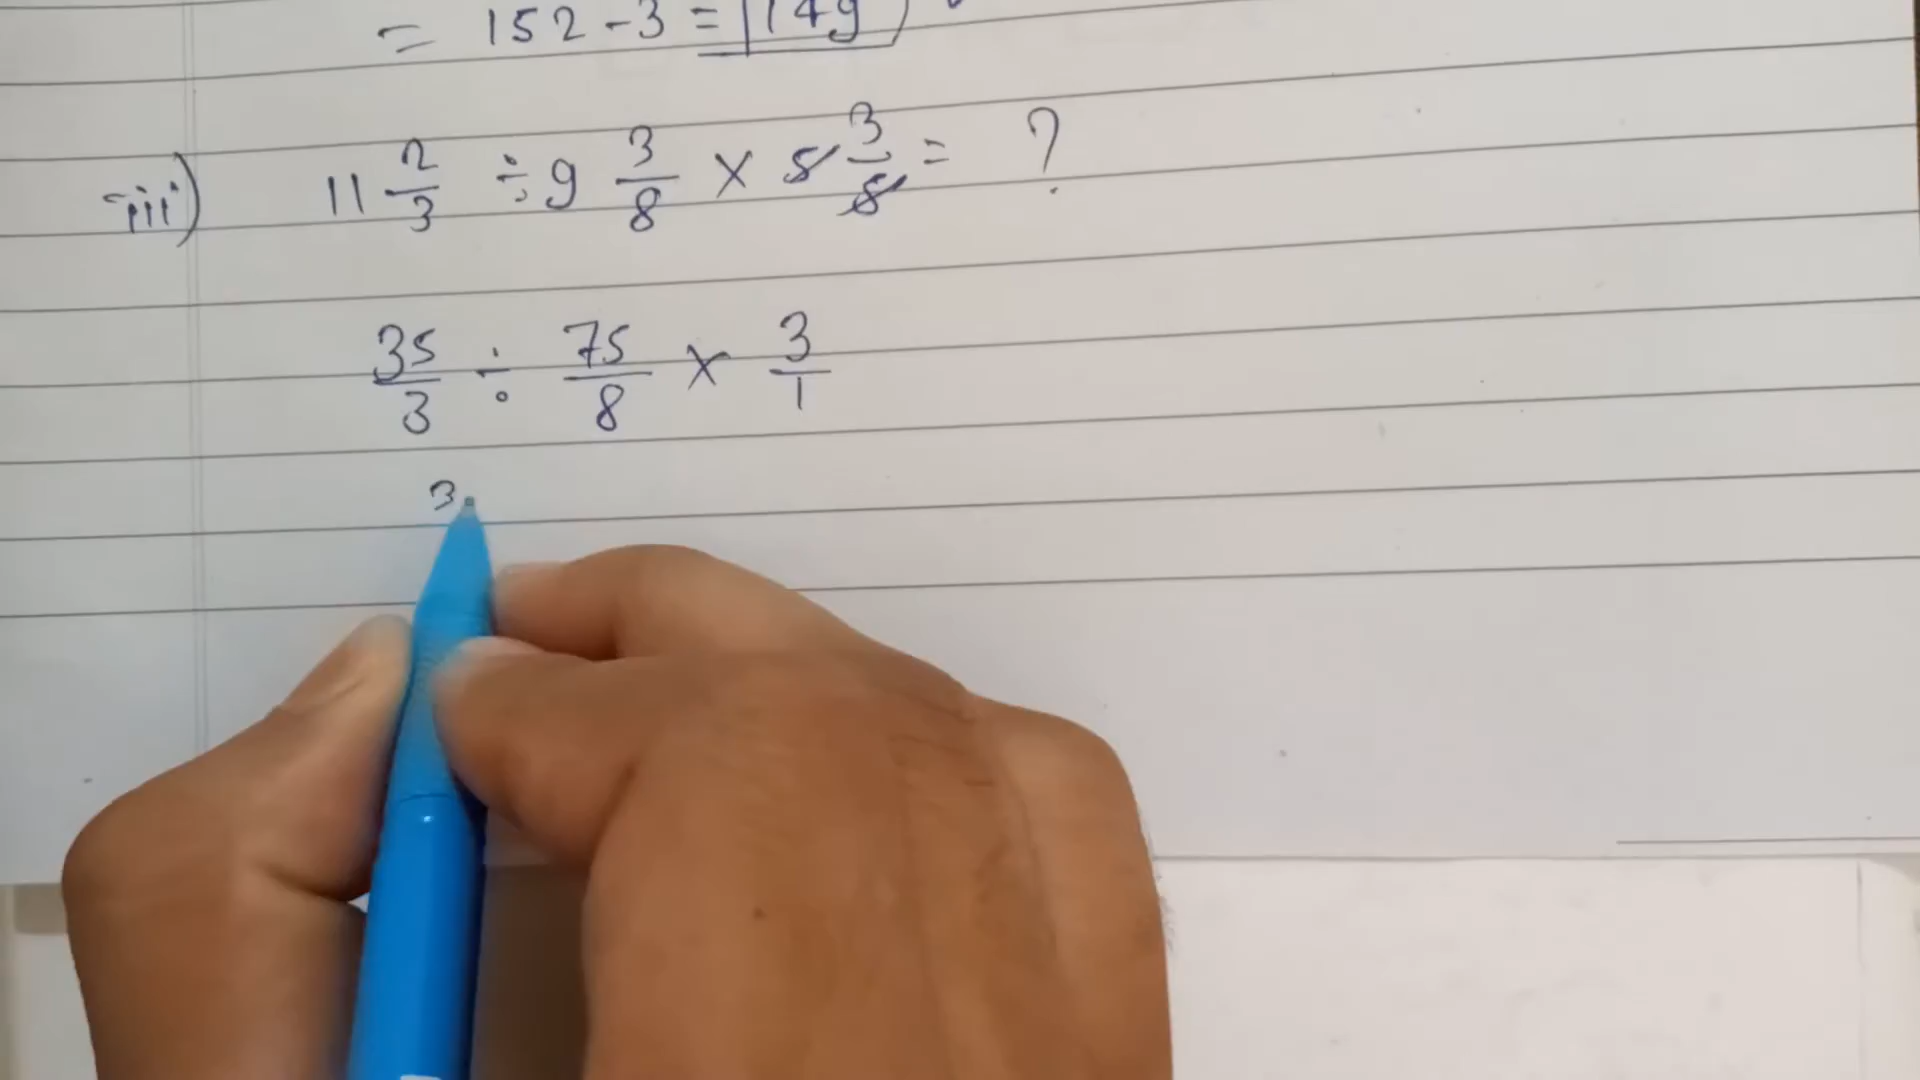 = 152 - 3 = 149
iii) 11 2/3 ÷ 9 3/8 × 5 3/5 = ?
35/3 ÷ 75/8 × 3/1
3